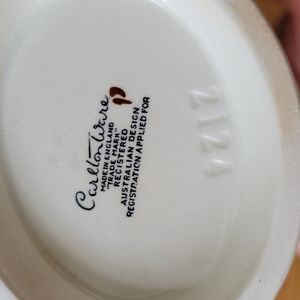 Carlton Ware
MADE IN ENGLAND
"TRADE MARK"
REGISTERED
AUSTRALIAN DESIGN
REGISTRATION APPLIED FOR
2124